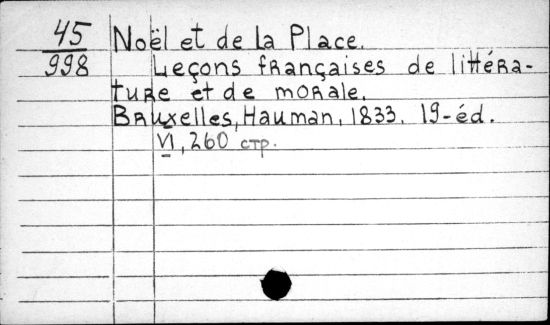 45
998
Noël et de la Place.
Leçons françaises de littéra-
ture et de morale.
Bruxelles, Hauman, 1833. 19-éd.
VI, 260 стр.